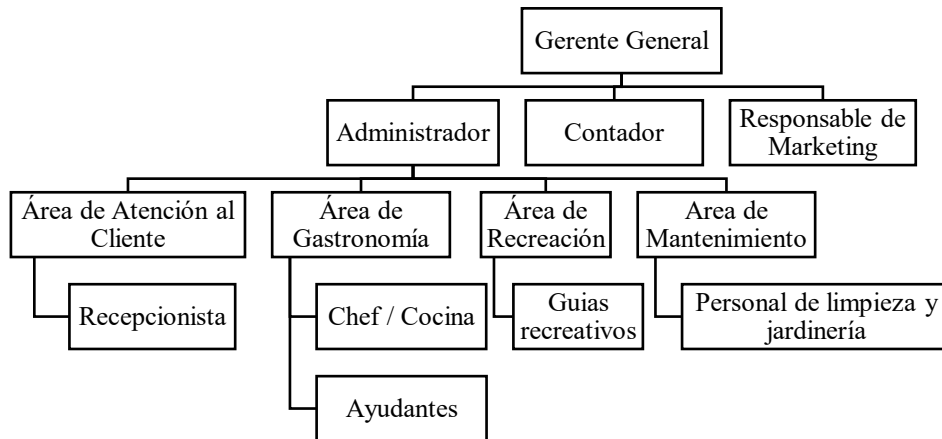 Gerente General
Administrador
Contador
Responsable de
Marketing
Área de Atención al
Cliente
Área de
Gastronomía
Área de
Recreación
Area de
Mantenimiento
Recepcionista
Chef / Cocina
Guias
recreativos
Personal de limpieza y
jardinería
Ayudantes